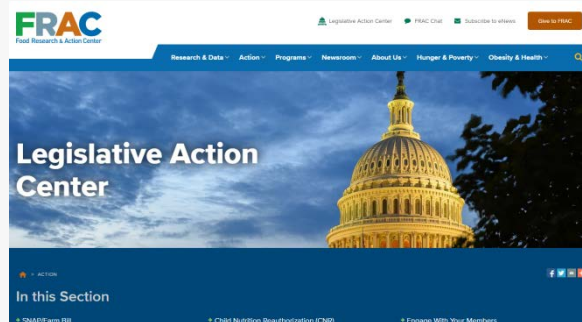 FRAC
Food Research & Action Center
Legislative Action Center
FRAC Chat
Subscribe to eNews
Give to FRAC
Research & Data
Action
Programs
Newsroom
About Us
Hunger & Poverty
Obesity & Health
Legislative Action
Center
> ACTION
In this Section
SNAP/Farm Bill
Child Nutrition Reauthorization (CNR)
Engage With Your Members